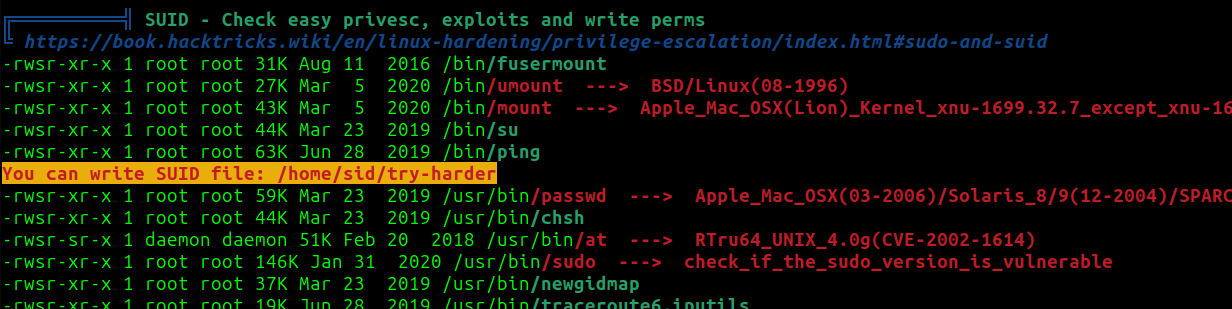 ╔══════════╣ SUID - Check easy privesc, exploits and write perms
╚ https://book.hacktricks.wiki/en/linux-hardening/privilege-escalation/index.html#sudo-and-suid
-rwsr-xr-x 1 root root 31K Aug 11  2016 /bin/fusermount
-rwsr-xr-x 1 root root 27K Mar  5  2020 /bin/umount  --->  BSD/Linux(08-1996)
-rwsr-xr-x 1 root root 43K Mar  5  2020 /bin/mount  --->  Apple_Mac_OSX(Lion)_Kernel_xnu-1699.32.7_except_xnu-16
-rwsr-xr-x 1 root root 44K Mar 23  2019 /bin/su
-rwsr-xr-x 1 root root 63K Jun 28  2019 /bin/ping
You can write SUID file: /home/sid/try-harder
-rwsr-xr-x 1 root root 59K Mar 23  2019 /usr/bin/passwd  --->  Apple_Mac_OSX(03-2006)/Solaris_8/9(12-2004)/SPARC
-rwsr-xr-x 1 root root 44K Mar 23  2019 /usr/bin/chsh
-rwsr-sr-x 1 daemon daemon 51K Feb 20  2018 /usr/bin/at  --->  RTru64_UNIX_4.0g(CVE-2002-1614)
-rwsr-xr-x 1 root root 146K Jan 31  2020 /usr/bin/sudo  --->  check_if_the_sudo_version_is_vulnerable
-rwsr-xr-x 1 root root 37K Mar 23  2019 /usr/bin/newgidmap
-rwsr-xr-x 1 root root 19K Jun 28  2019 /usr/bin/traceroute6.iputils